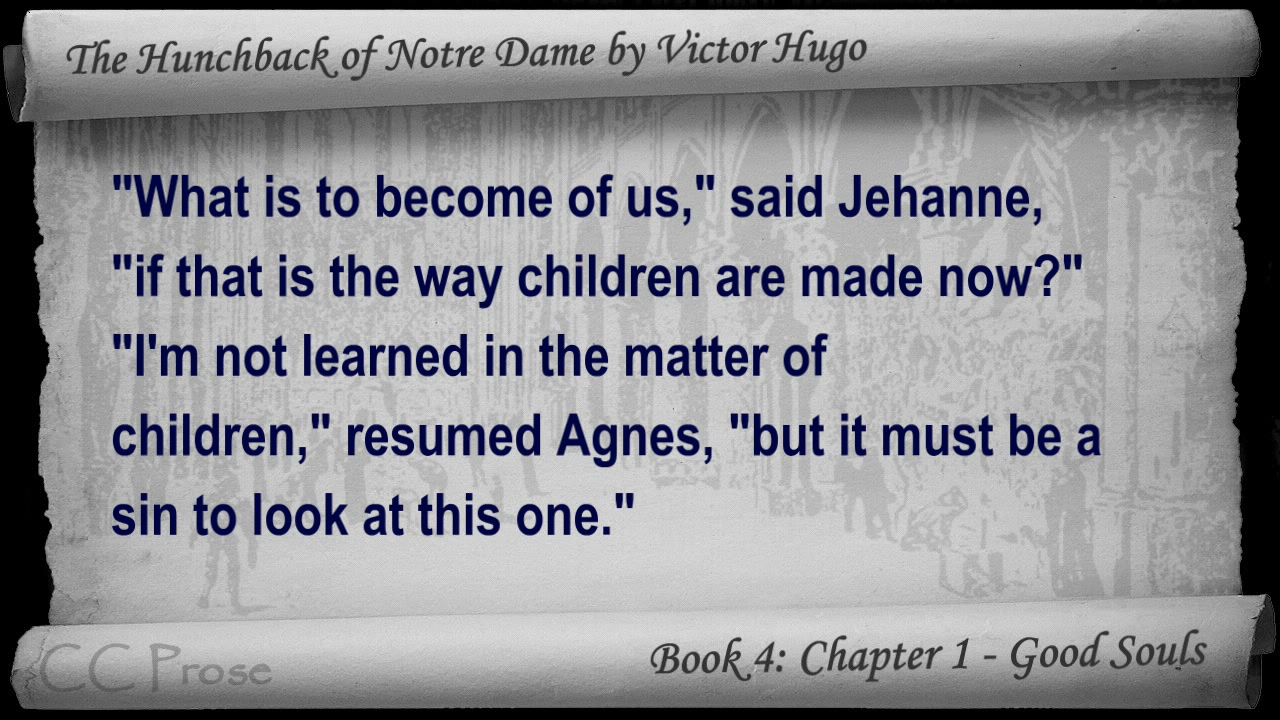 The Hunchback of Notre Dame by Victor Hugo
"What is to become of us," said Jehanne,
"if that is the way children are made now?"
"I'm not learned in the matter of
children," resumed Agnes, "but it must be a
sin to look at this one."
CC Prose
Book 4: Chapter 1 - Good Souls